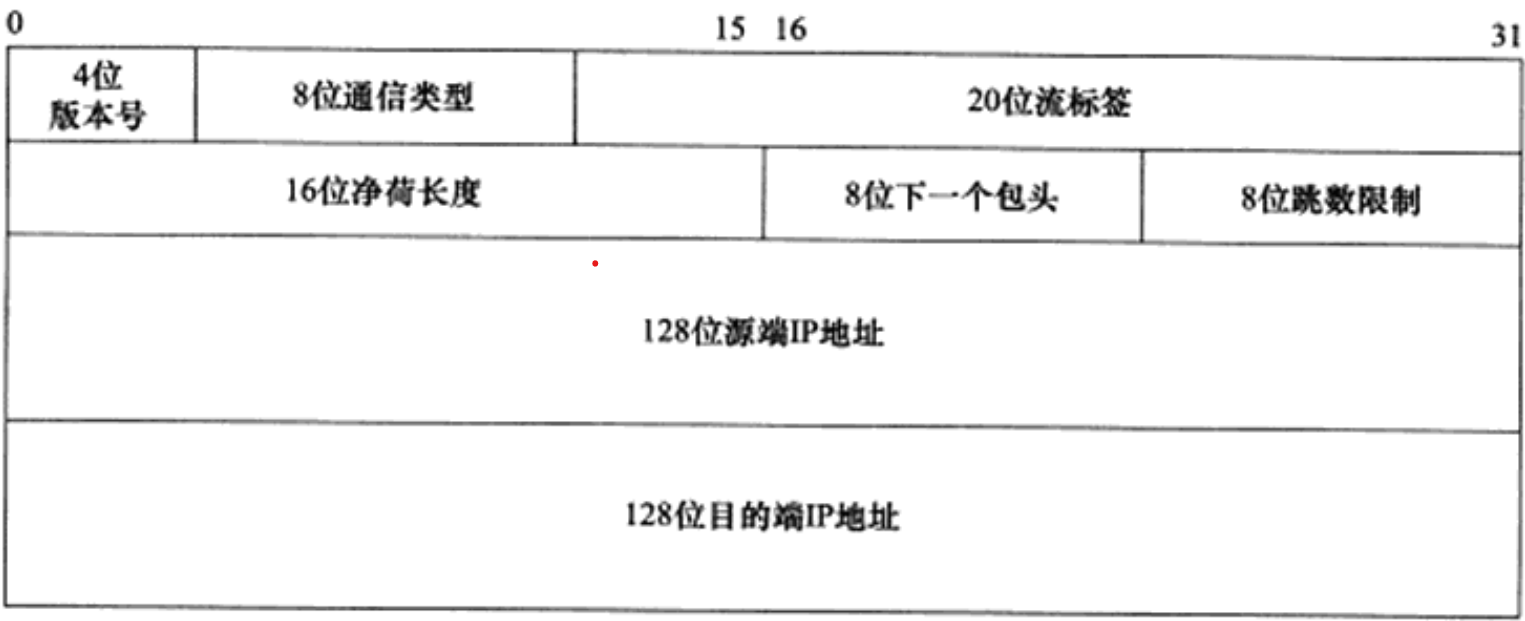 0 15 16 31
4位
版本号
8位通信类型
20位流标签
16位净荷长度
8位下一个包头
8位跳数限制
128位源端IP地址
128位目的端IP地址